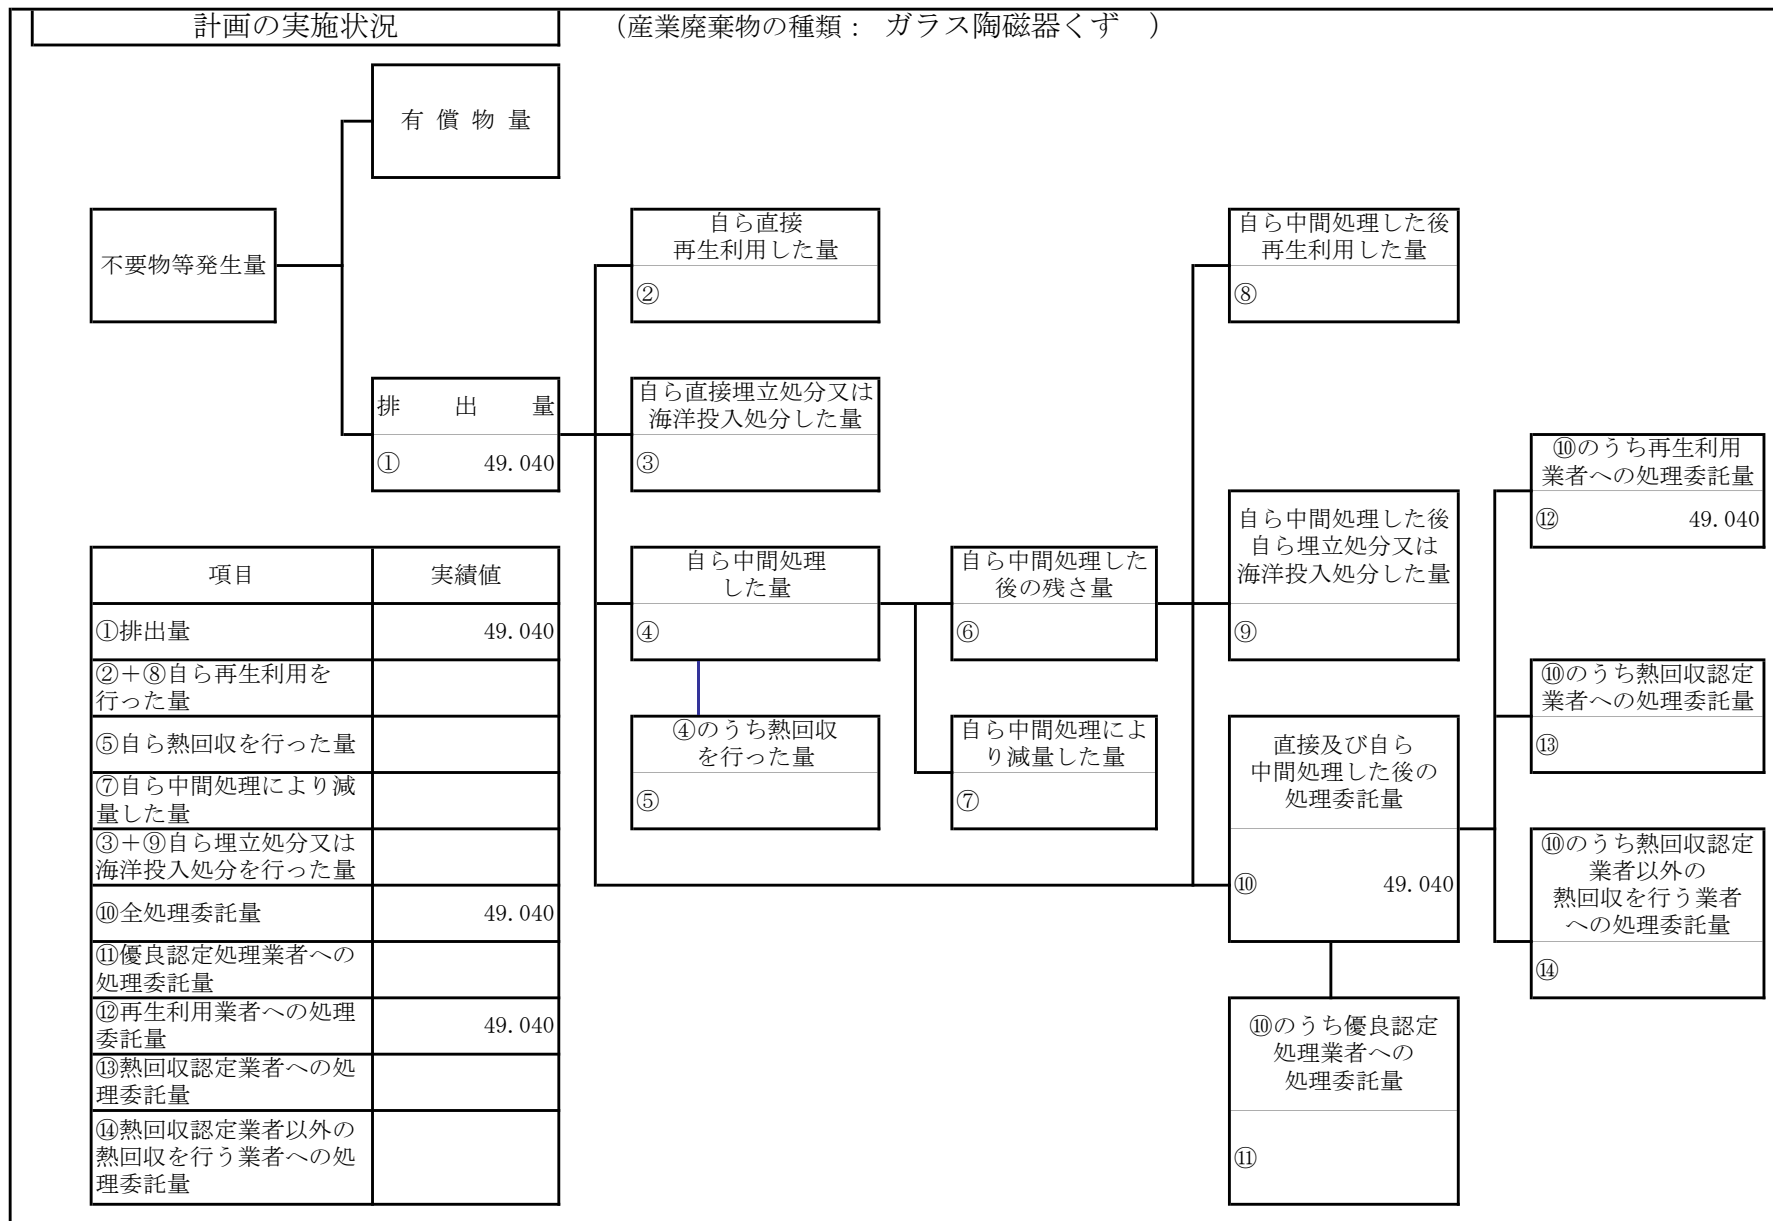 計画の実施状況
（産業廃棄物の種類： ガラス陶磁器くず ）
有 償 物 量
不要物等発生量
自ら直接
再生利用した量
②
自ら中間処理した後
再生利用した量
⑧
排 出 量
① 49.040
自ら直接埋立処分又は
海洋投入処分した量
③
⑩のうち再生利用
業者への処理委託量
⑫ 49.040
自ら中間処理
した量
④
自ら中間処理した
後の残さ量
⑥
自ら中間処理した後
自ら埋立処分又は
海洋投入処分した量
⑨
⑩のうち熱回収認定
業者への処理委託量
⑬
④のうち熱回収
を行った量
⑤
自ら中間処理によ
り減量した量
⑦
直接及び自ら
中間処理した後の
処理委託量
⑩ 49.040
⑩のうち熱回収認定
業者以外の
熱回収を行う業者
への処理委託量
⑭
⑩のうち優良認定
処理業者への
処理委託量
⑪
項目 実績値
①排出量 49.040
②＋⑧自ら再生利用を
行った量
⑤自ら熱回収を行った量
⑦自ら中間処理により減
量した量
③＋⑨自ら埋立処分又は
海洋投入処分を行った量
⑩全処理委託量 49.040
⑪優良認定処理業者への
処理委託量
⑫再生利用業者への処理
委託量 49.040
⑬熱回収認定業者への処
理委託量
⑭熱回収認定業者以外の
熱回収を行う業者への処
理委託量